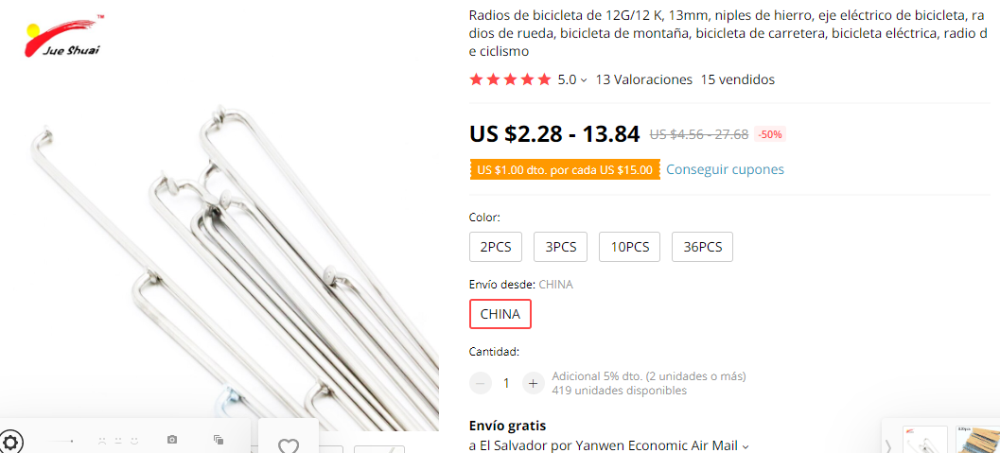 Jue Shuai
TM
Radios de bicicleta de 12G/12 K, 13mm, niples de hierro, eje eléctrico de bicicleta, ra
dios de rueda, bicicleta de montaña, bicicleta de carretera, bicicleta eléctrica, radio d
e ciclismo
5.0 13 Valoraciones 15 vendidos
US $2.28 - 13.84 US $4.56 - 27.68 -50%
US $1.00 dto. por cada US $15.00 Conseguir cupones
Color:
2PCS 3PCS 10PCS 36PCS
Envío desde: CHINA
CHINA
Cantidad:
1 Adicional 5% dto. (2 unidades o más)
419 unidades disponibles
Envío gratis
a El Salvador por Yanwen Economic Air Mail